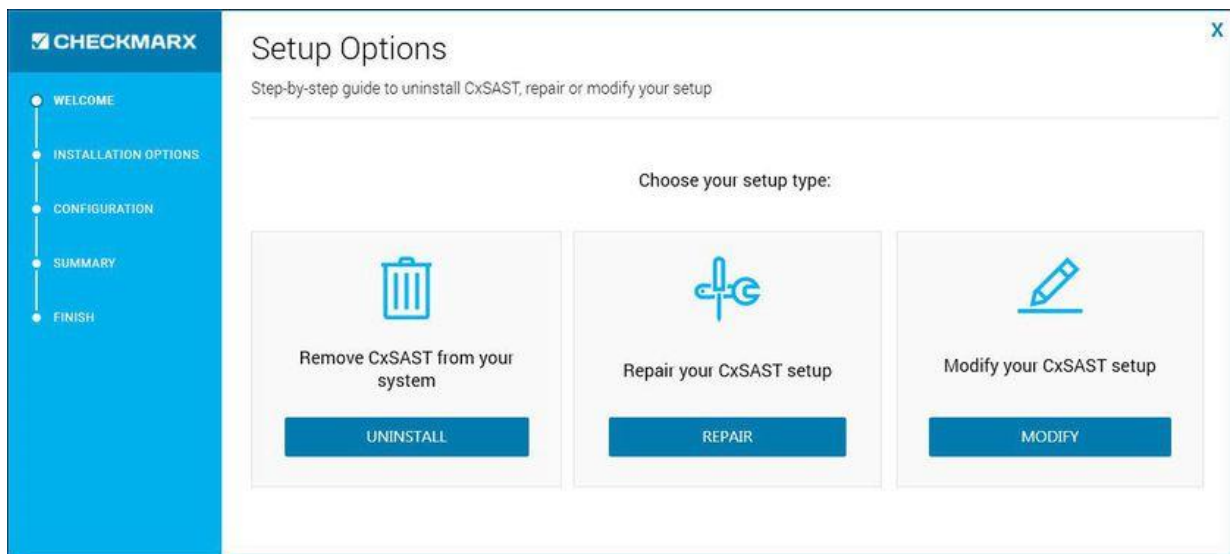 CHECKMARX
X
Setup Options
Step-by-step guide to uninstall CxSAST, repair or modify your setup
WELCOME
INSTALLATION OPTIONS
CONFIGURATION
SUMMARY
FINISH
Choose your setup type:
Remove CxSAST from your
system
UNINSTALL
Repair your CxSAST setup
REPAIR
Modify your CxSAST setup
MODIFY